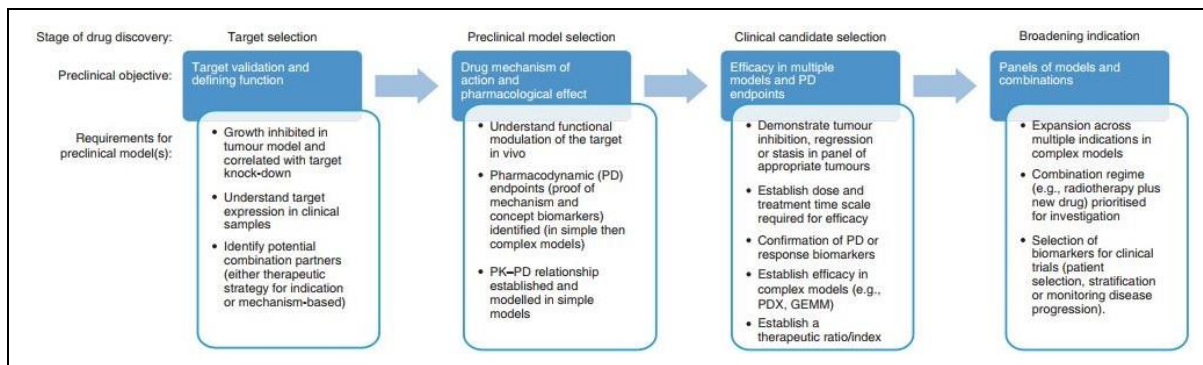 Stage of drug discovery:
Target selection
Preclinical model selection
Clinical candidate selection
Broadening indication
Preclinical objective:
Target validation and
defining function
Drug mechanism of
action and
pharmacological effect
Efficacy in multiple
models and PD
endpoints
Panels of models and
combinations
Requirements for
preclinical model(s):
• Growth inhibited in
tumour model and
correlated with target
knock-down
• Understand target
expression in clinical
samples
• Identify potential
combination partners
(either therapeutic
strategy for indication
or mechanism-based)
• Understand functional
modulation of the target
in vivo
• Pharmacodynamic (PD)
endpoints (proof of
mechanism and
concept biomarkers)
identified (in simple then
complex models)
• PK–PD relationship
established and
modelled in simple
models
• Demonstrate tumour
inhibition, regression
or stasis in panel of
appropriate tumours
• Establish dose and
treatment time scale
required for efficacy
• Confirmation of PD or
response biomarkers
• Establish efficacy in
complex models (e.g.,
PDX, GEMM)
• Establish a
therapeutic ratio/index
• Expansion across
multiple indications in
complex models
• Combination regime
(e.g., radiotherapy plus
new drug) prioritised
for investigation
• Selection of
biomarkers for clinical
trials (patient
selection, stratification
or monitoring disease
progression).